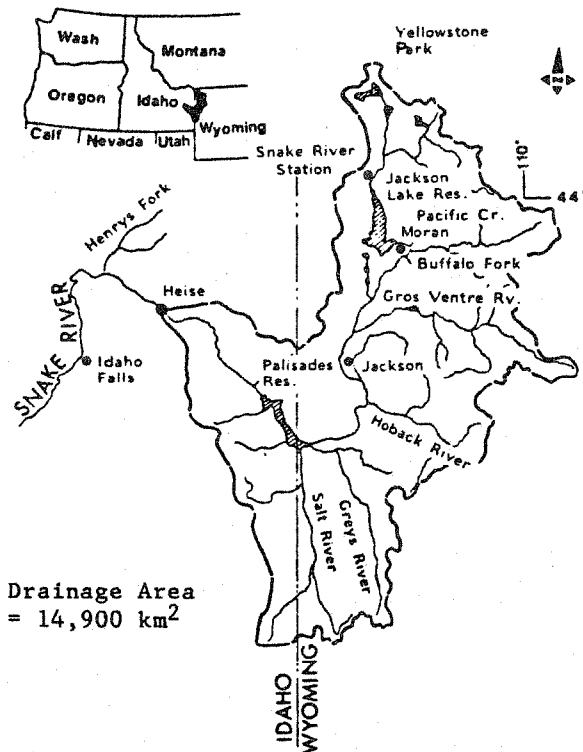 Wash
Montana
Oregon
Idaho
Wyoming
Calf
Nevada
Utah
Yellowstone
Park
N
110°
44°
Snake River
Station
Jackson
Lake Res.
Pacific Cr.
Moran
Buffalo Fork
Henrys Fork
Gros Ventre Rv.
Heise
SNAKE RIVER
Idaho
Falls
Palisades
Res.
Jackson
Hoback River
Salt River
Greys River
Drainage Area
= 14,900 km²
IDAHO
WYOMING